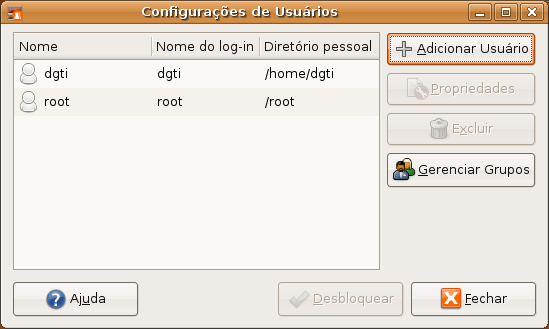 Configurações de Usuários
Nome Nome do log-in Diretório pessoal
dgti dgti /home/dgti
root root /root
Adicionar Usuário
Propriedades
Excluir
Gerenciar Grupos
Ajuda Desbloquear Fechar